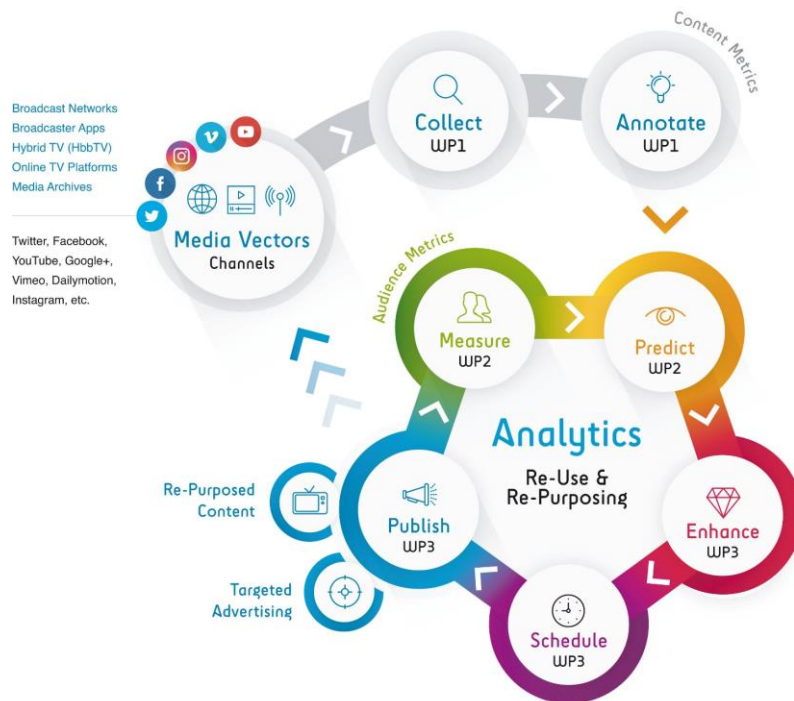 Content Metrics
Collect
WP1
Annotate
WP1
Broadcast Networks
Broadcaster Apps
Hybrid TV (HbbTV)
Online TV Platforms
Media Archives
Twitter, Facebook,
YouTube, Google+,
Vimeo, Dailymotion,
Instagram, etc.
Media Vectors
Channels
Audience Metrics
Measure
WP2
Predict
WP2
Analytics
Re-Use &
Re-Purposing
Re-Purposed
Content
Publish
WP3
Enhance
WP3
Targeted
Advertising
Schedule
WP3